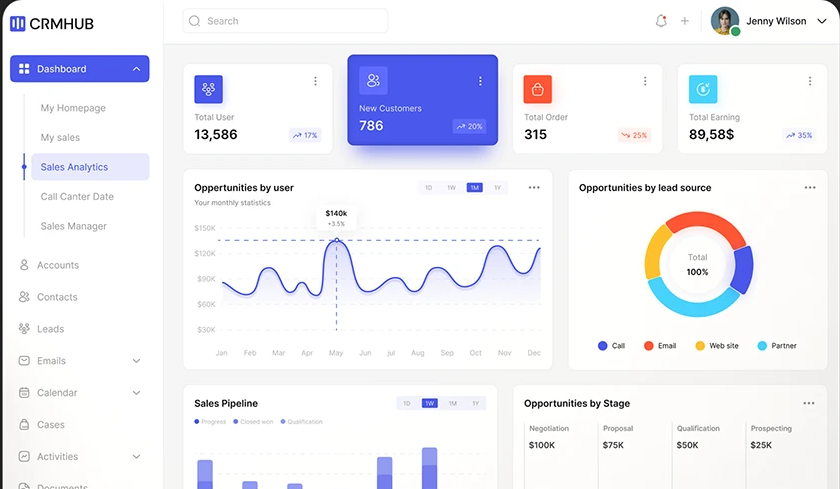 CRMHUB
Search
Jenny Wilson
Dashboard
My Homepage
My sales
Sales Analytics
Call Canter Date
Sales Manager
Accounts
Contacts
Leads
Emails
Calendar
Cases
Activities
Documents
Total User
13,586
17%
New Customers
786
20%
Total Order
315
25%
Total Earning
89,58$
35%
Oppertunities by user
Your monthly statistics
1D 1W 1M 1Y
$140k
+3.5%
$150K
$120K
$90K
$60K
$30K
Jan Feb Mar Apr May Jun jul Aug Sep Oct Nov Dec
Opportunities by lead source
Total
100%
Call Email Web site Partner
Sales Pipeline
1D 1W 1M 1Y
Progress Closed won Qualification
Opportunities by Stage
Negotiation Proposal Qualification Prospecting
$100K $75K $50K $25K